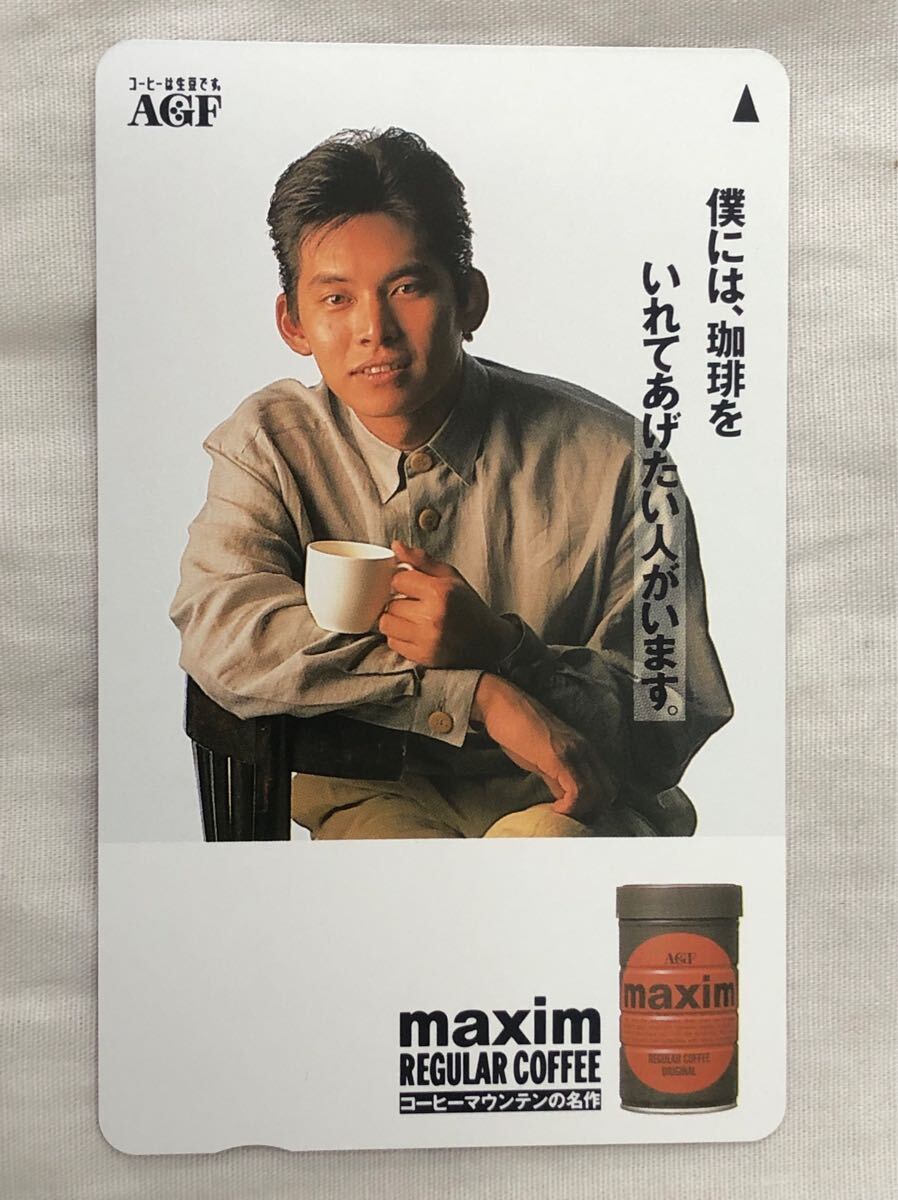 コーヒーは生豆です。
AGF
僕には、珈琲を
いれてあげたい人がいます。
maxim
REGULAR COFFEE
コーヒーマウンテンの名作
AGF
maxim
REGULAR COFFEE
ORIGINAL